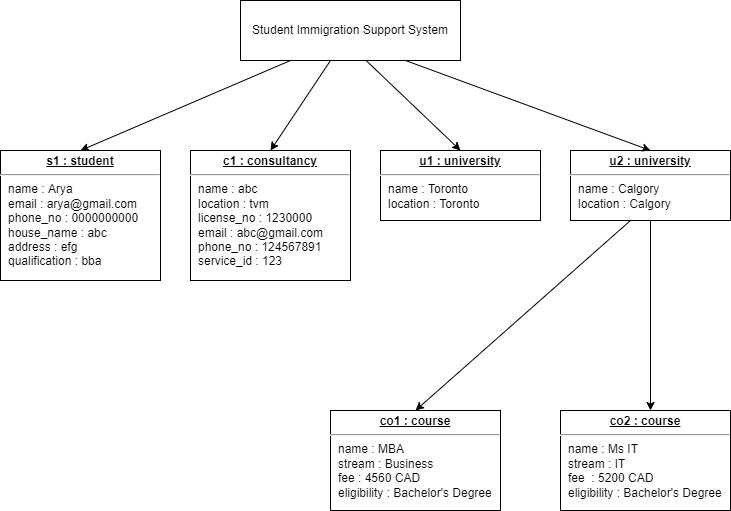 Student Immigration Support System
s1 : student
name : Arya
email : arya@gmail.com
phone_no : 0000000000
house_name : abc
address : efg
qualification : bba
c1 : consultancy
name : abc
location : tvm
license_no : 1230000
email : abc@gmail.com
phone_no : 124567891
service_id : 123
u1 : university
name : Toronto
location : Toronto
u2 : university
name : Calgory
location : Calgory
co1 : course
name : MBA
stream : Business
fee : 4560 CAD
eligibility : Bachelor's Degree
co2 : course
name : Ms IT
stream : IT
fee  : 5200 CAD
eligibility : Bachelor's Degree